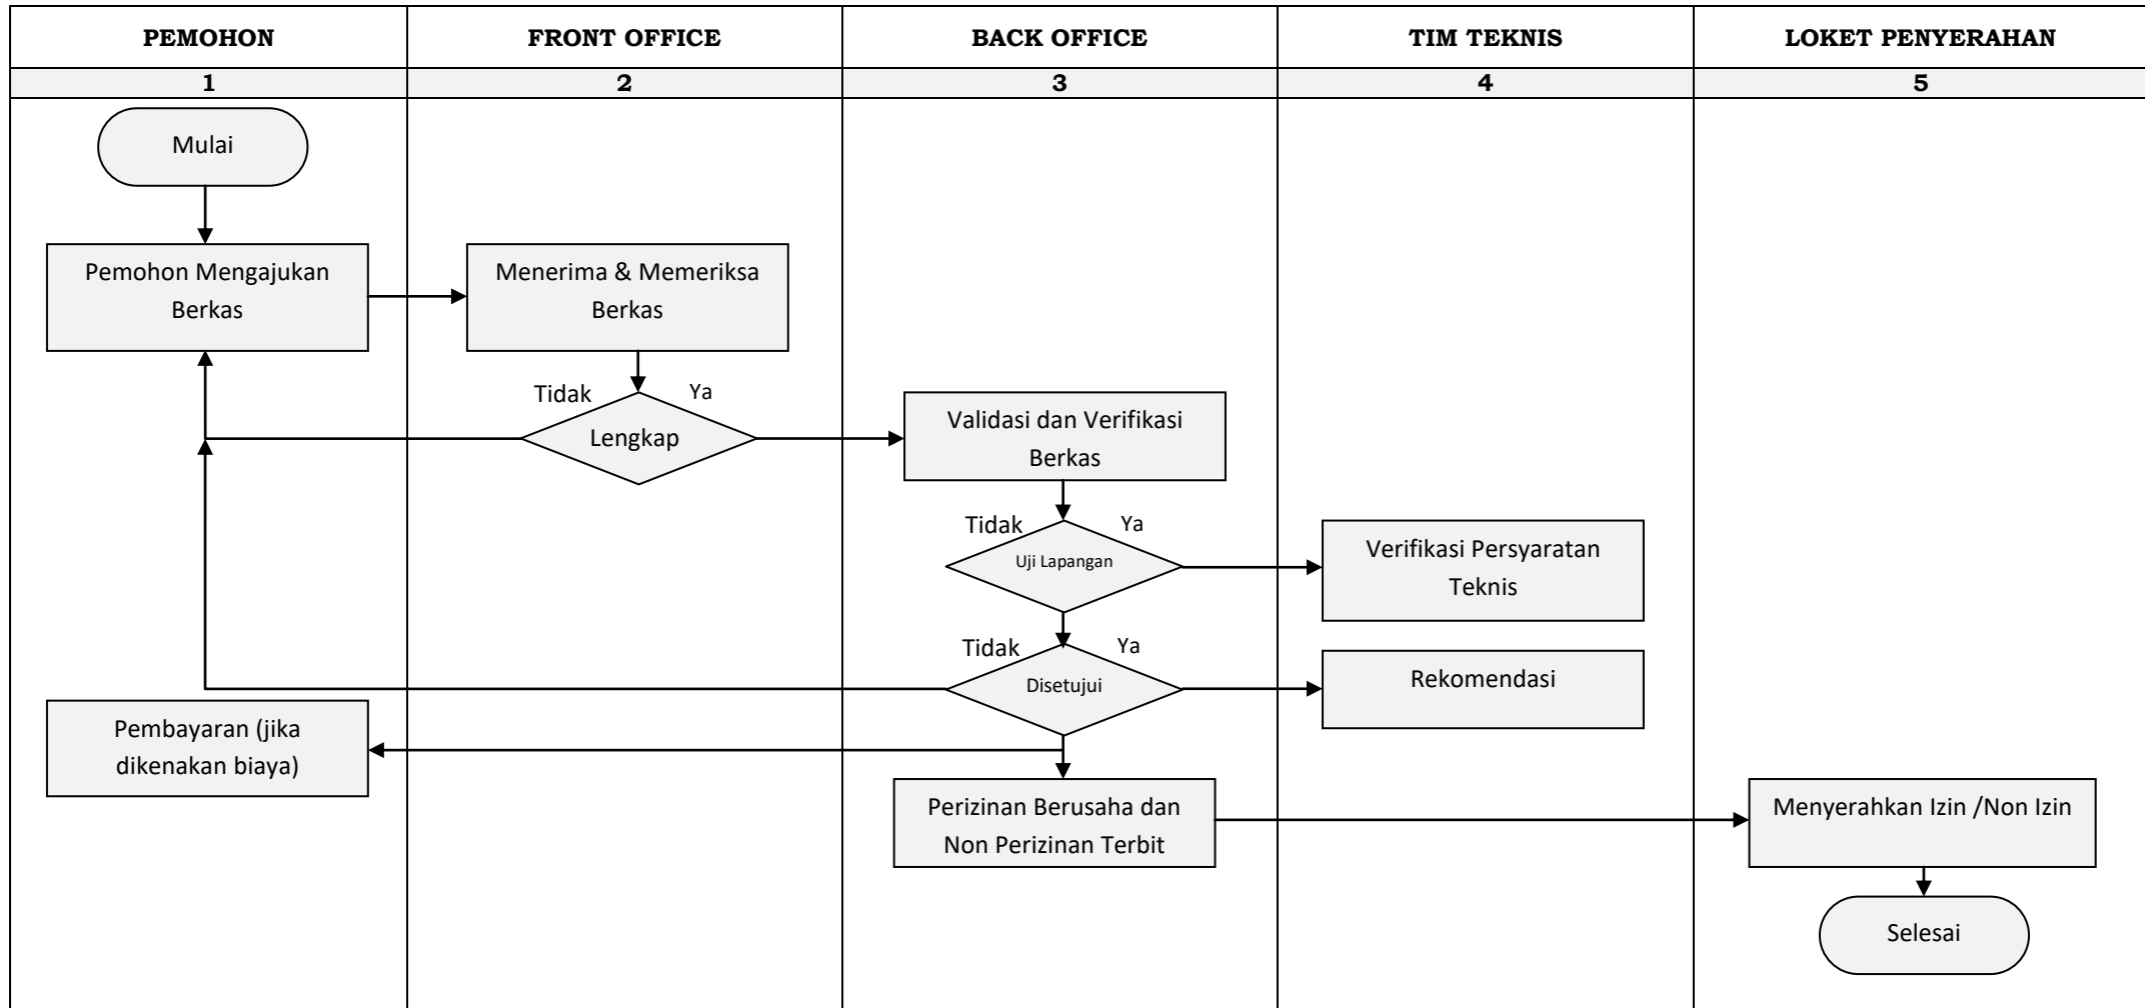 PEMOHON
FRONT OFFICE
BACK OFFICE
TIM TEKNIS
LOKET PENYERAHAN
1
2
3
4
5
Mulai
Pemohon Mengajukan
Berkas
Menerima & Memeriksa
Berkas
Tidak
Ya
Lengkap
Validasi dan Verifikasi
Berkas
Tidak
Ya
Uji Lapangan
Verifikasi Persyaratan
Teknis
Tidak
Ya
Disetujui
Rekomendasi
Pembayaran (jika
dikenakan biaya)
Perizinan Berusaha dan
Non Perizinan Terbit
Menyerahkan Izin /Non Izin
Selesai